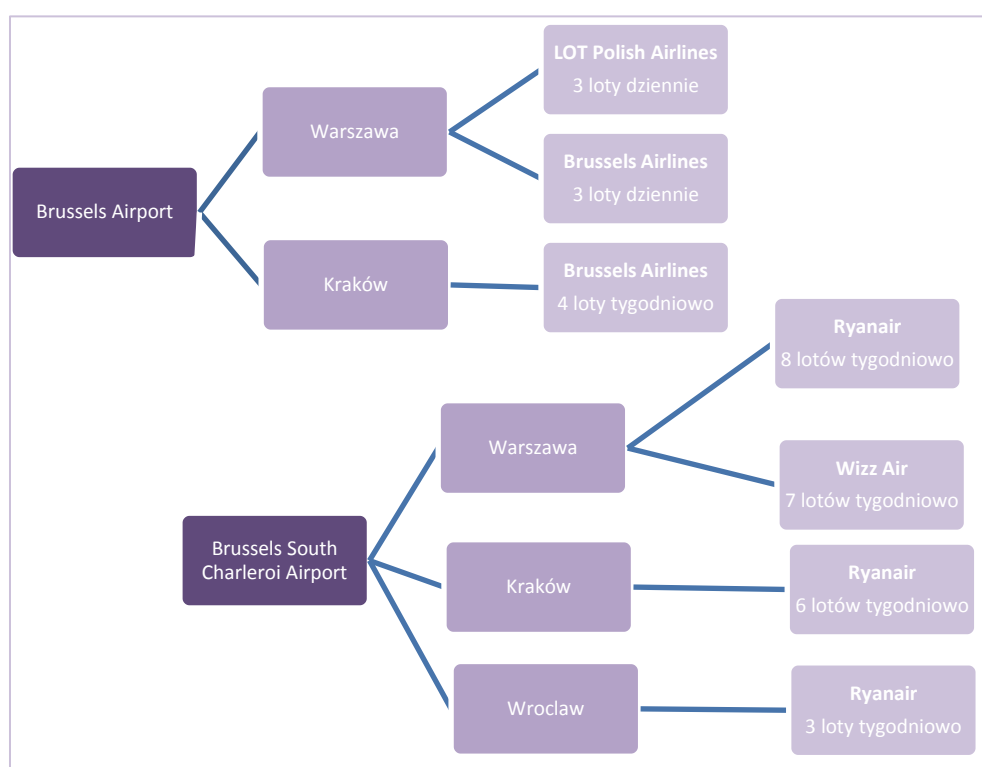 Brussels Airport
Warszawa
LOT Polish Airlines
3 loty dziennie
Brussels Airlines
3 loty dziennie
Kraków
Brussels Airlines
4 loty tygodniowo
Brussels South
Charleroi Airport
Warszawa
Ryanair
8 lotów tygodniowo
Wizz Air
7 lotów tygodniowo
Kraków
Ryanair
6 lotów tygodniowo
Wroclaw
Ryanair
3 loty tygodniowo